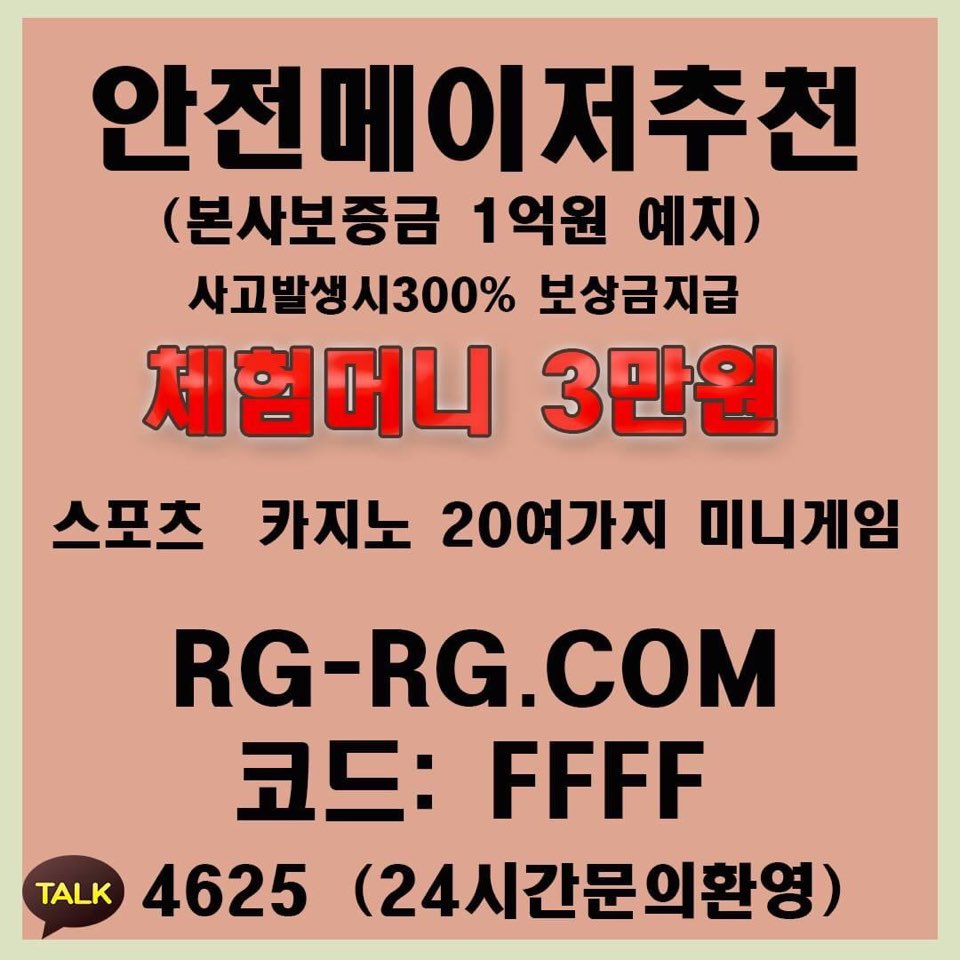 안전메이저추천
(본사보증금 1억원 예치)
사고발생시300% 보상금지급
체험머니 3만원
스포츠 카지노 20여가지 미니게임
RG-RG.COM
코드: FFFF
TALK 4625 (24시간문의환영)